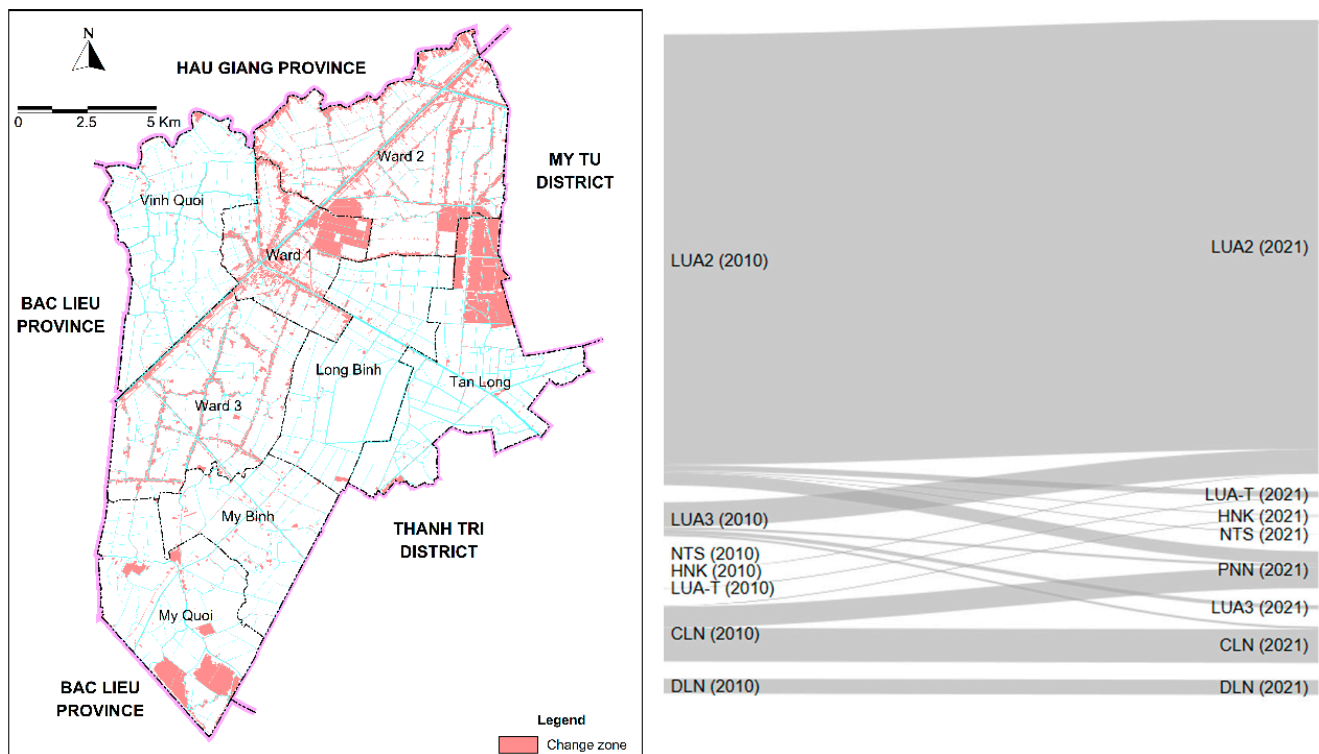 N
HAU GIANG PROVINCE
0 2.5 5 Km
Ward 2
MY TU
DISTRICT
Vinh Quoi
Ward 1
BAC LIEU
PROVINCE
Long Binh
Tan Long
Ward 3
My Binh
THANH TRI
DISTRICT
My Quoi
BAC LIEU
PROVINCE
Legend
Change zone
LUA2 (2010)
LUA3 (2010)
NTS (2010)
HNK (2010)
LUA-T (2010)
CLN (2010)
DLN (2010)
LUA2 (2021)
LUA-T (2021)
HNK (2021)
NTS (2021)
PNN (2021)
LUA3 (2021)
CLN (2021)
DLN (2021)